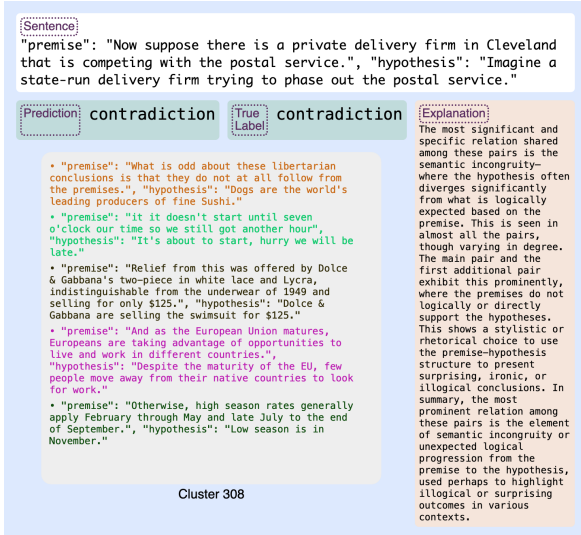 Sentence
"premise": "Now suppose there is a private delivery firm in Cleveland
that is competing with the postal service.", "hypothesis": "Imagine a
state-run delivery firm trying to phase out the postal service."
Prediction
contradiction
True
Label
contradiction
• "premise": "What is odd about these libertarian
conclusions is that they do not at all follow from
the premises.", "hypothesis": "Dogs are the world's
leading producers of fine Sushi."
• "premise": "it it doesn't start until seven
o'clock our time so we still got another hour",
"hypothesis": "It's about to start, hurry we will be
late."
• "premise": "Relief from this was offered by Dolce
& Gabbana's two-piece in white lace and Lycra,
indistinguishable from the underwear of 1949 and
selling for only $125.", "hypothesis": "Dolce &
Gabbana are selling the swimsuit for $125."
• "premise": "And as the European Union matures,
Europeans are taking advantage of opportunities to
live and work in different countries.",
"hypothesis": "Despite the maturity of the EU, few
people move away from their native countries to look
for work."
• "premise": "Otherwise, high season rates generally
apply February through May and late July to the end
of September.", "hypothesis": "Low season is in
November."
Cluster 308
Explanation
The most significant and
specific relation shared
among these pairs is the
semantic incongruity—
where the hypothesis often
diverges significantly
from what is logically
expected based on the
premise. This is seen in
almost all the pairs,
though varying in degree.
The main pair and the
first additional pair
exhibit this prominently,
where the premises do not
logically or directly
support the hypotheses.
This shows a stylistic or
rhetorical choice to use
the premise-hypothesis
structure to present
surprising, ironic, or
illogical conclusions. In
summary, the most
prominent relation among
these pairs is the element
of semantic incongruity or
unexpected logical
progression from the
premise to the hypothesis,
used perhaps to highlight
illogical or surprising
outcomes in various
contexts.